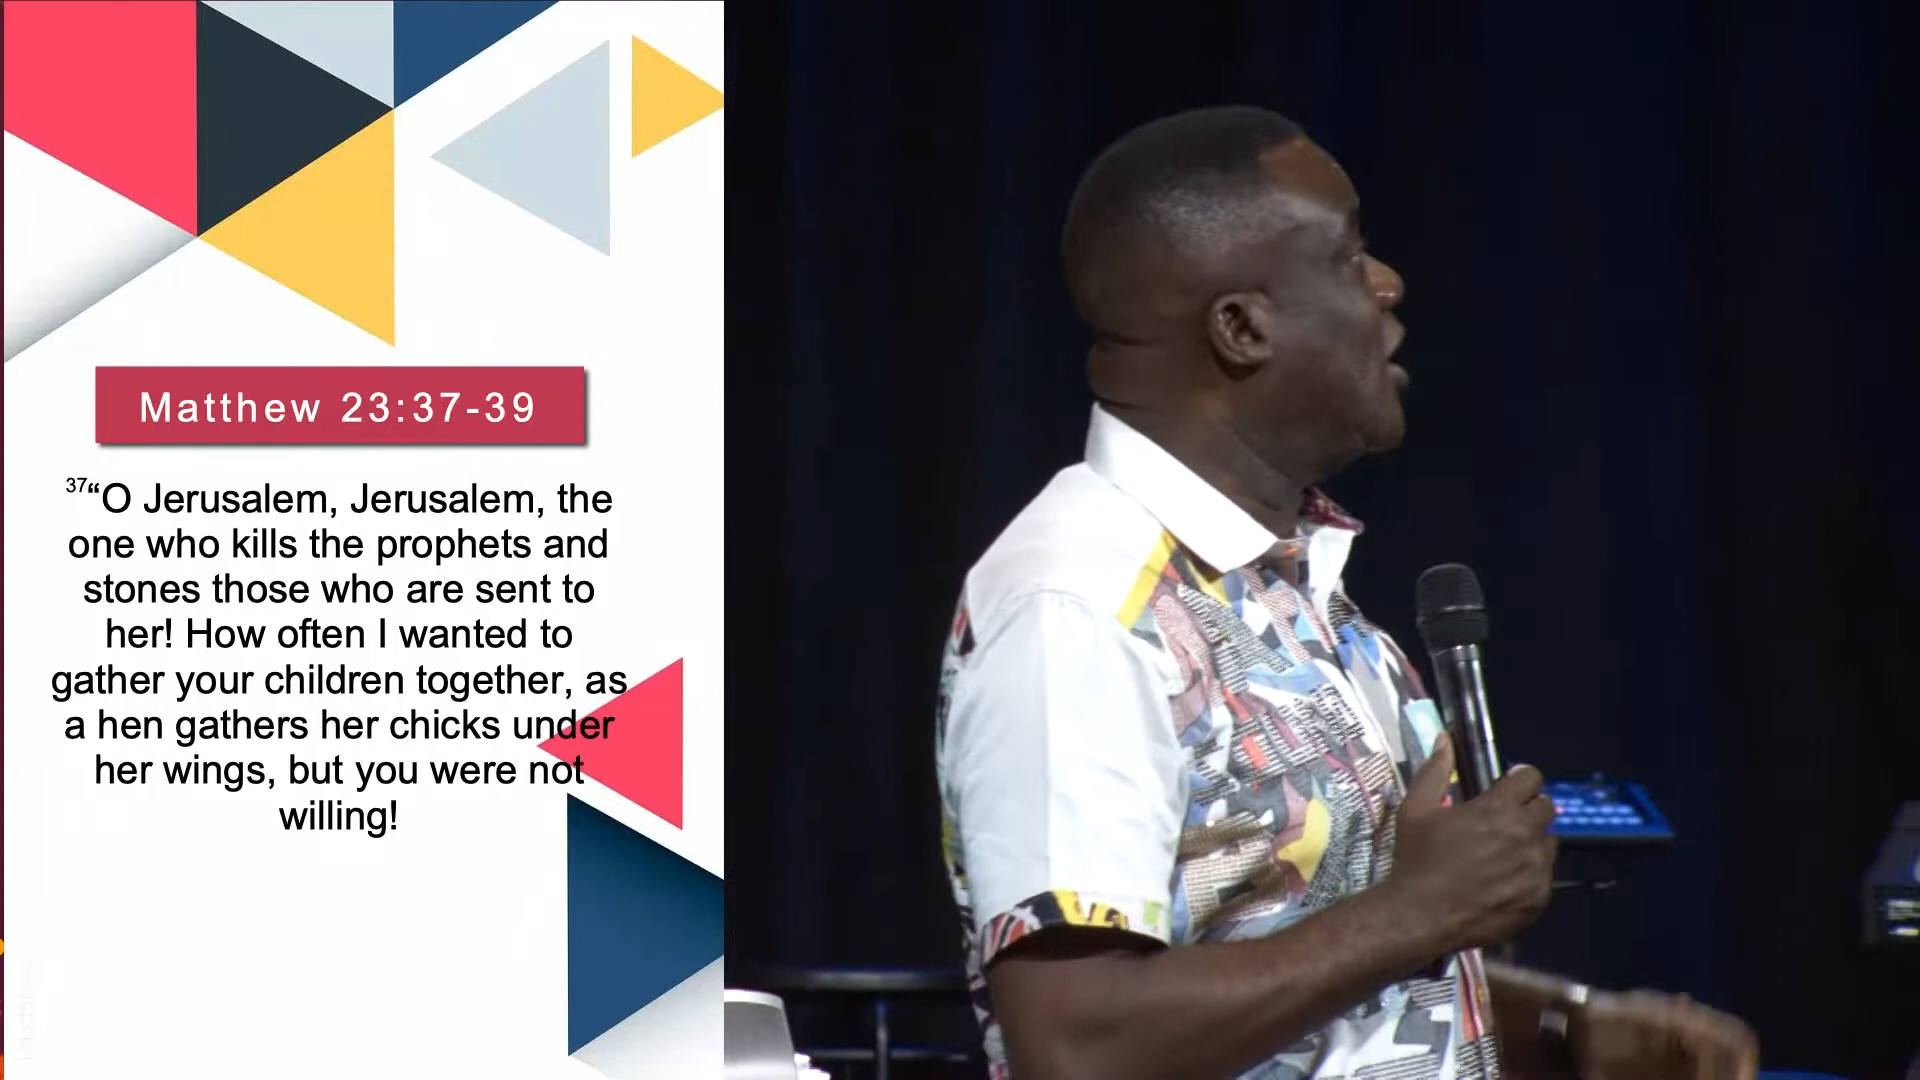 Matthew 23:37-39
³⁷“O Jerusalem, Jerusalem, the
one who kills the prophets and
stones those who are sent to
her! How often I wanted to
gather your children together, as
a hen gathers her chicks under
her wings, but you were not
willing!